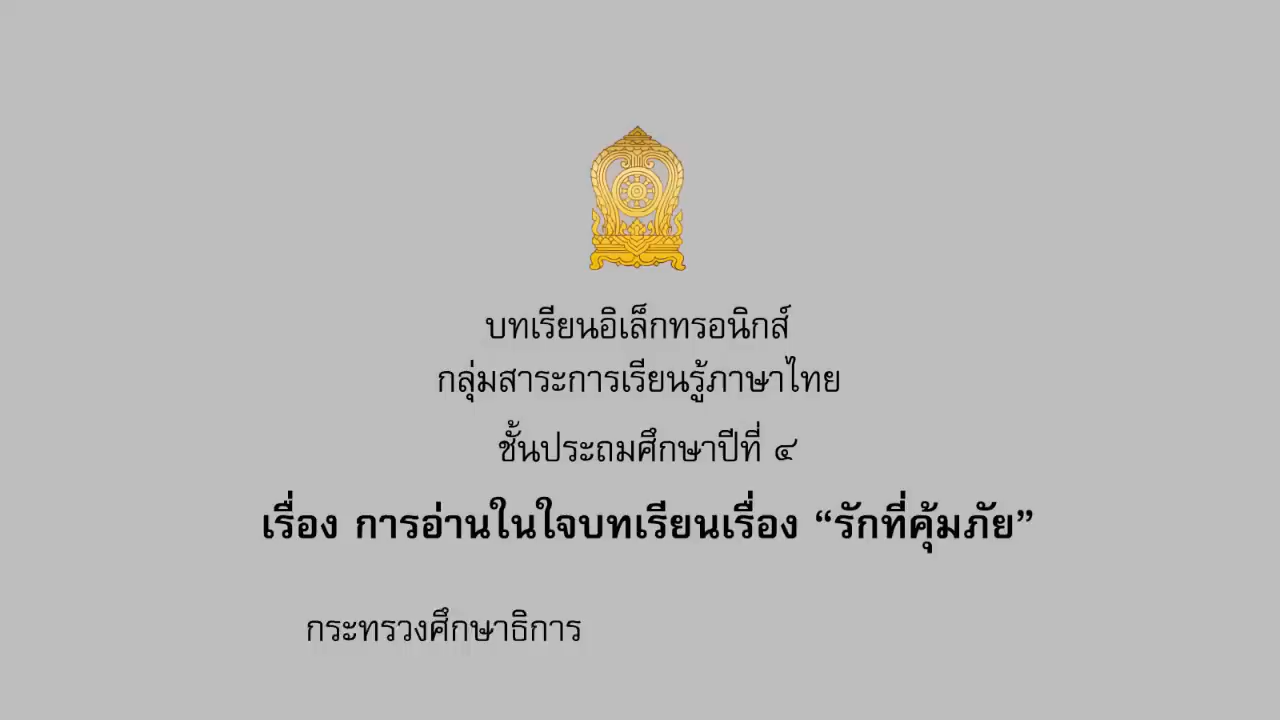 บทเรียนอิเล็กทรอนิกส์
กลุ่มสาระการเรียนรู้ภาษาไทย
ชั้นประถมศึกษาปีที่ ๔
เรื่อง การอ่านในใจบทเรียนเรื่อง “รักที่คุ้มภัย”
กระทรวงศึกษาธิการ